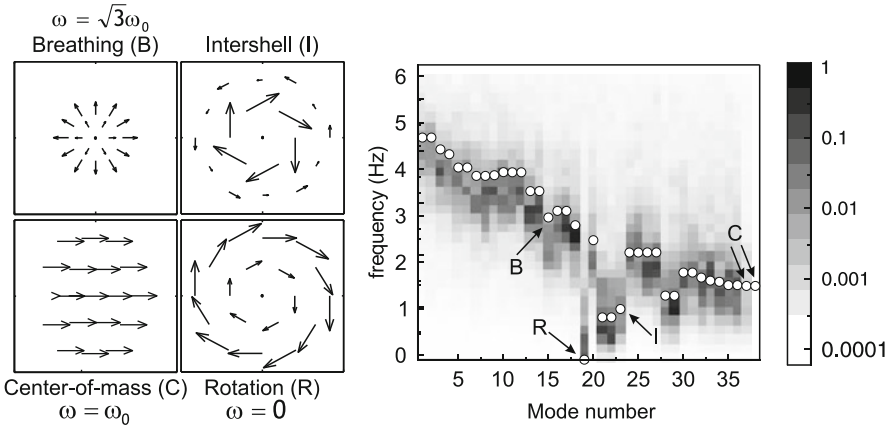 ω = √3ω₀
Breathing (B)
Intershell (I)
Center-of-mass (C)
ω = ω₀
Rotation (R)
ω = 0
frequency (Hz)
6
5
4
3
2
1
0
B
R
I
C
5
10
15
20
25
30
35
Mode number
1
0.1
0.01
0.001
0.0001